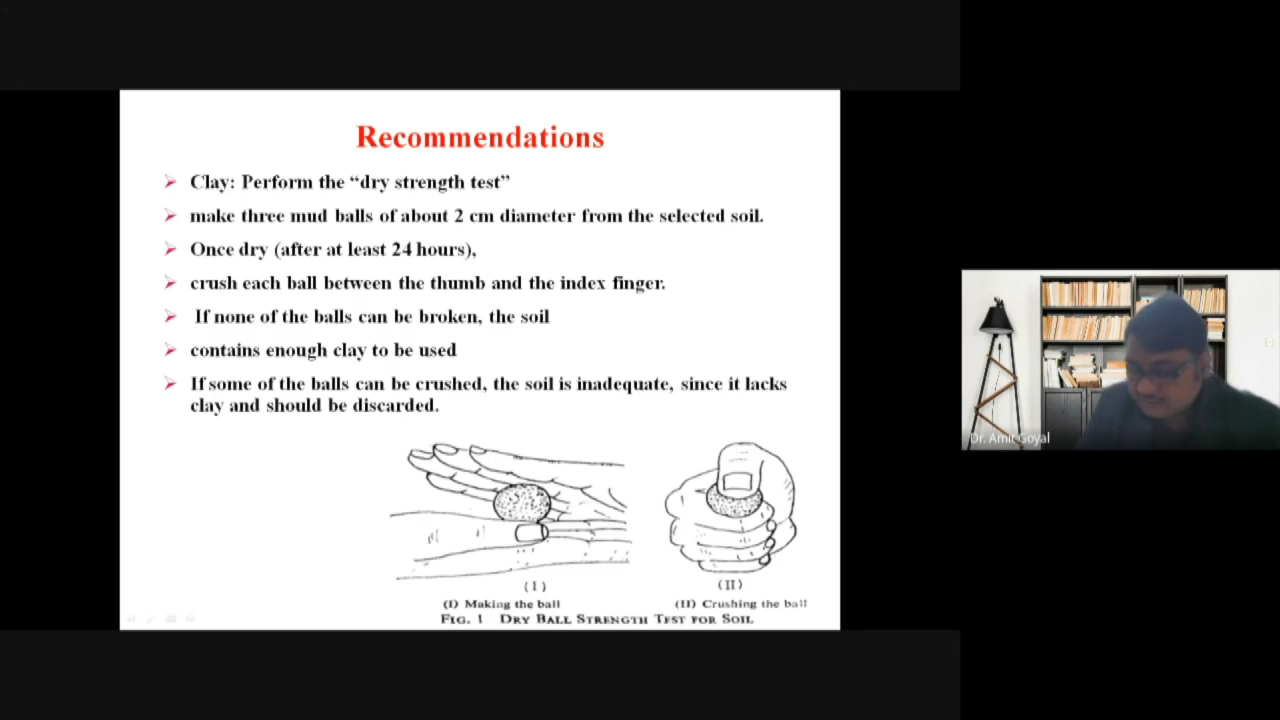 Recommendations
Clay: Perform the “dry strength test”
make three mud balls of about 2 cm diameter from the selected soil.
Once dry (after at least 24 hours),
crush each ball between the thumb and the index finger.
If none of the balls can be broken, the soil
contains enough clay to be used
If some of the balls can be crushed, the soil is inadequate, since it lacks
clay and should be discarded.
(I)
(II)
(I) Making the ball
(II) Crushing the ball
FIG. 1 DRY BALL STRENGTH TEST FOR SOIL
Dr. Amit Goyal